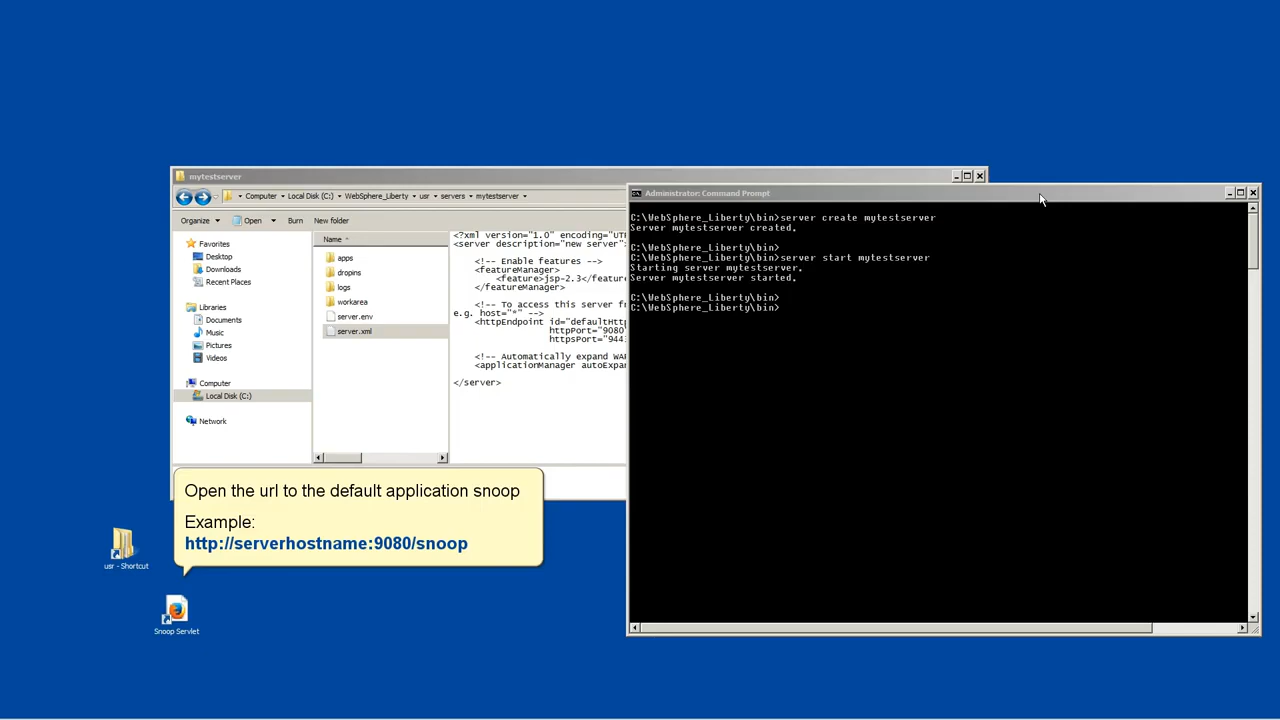 mytestserver
Computer Local Disk (C:) WebSphere_Liberty usr servers mytestserver
Organize Open Burn New folder
Favorites
Desktop
Downloads
Recent Places
Libraries
Documents
Music
Pictures
Videos
Computer
Local Disk (C:)
Network
Name
apps
dropins
logs
workarea
server.env
server.xml
<?xml version="1.0" encoding="UTF
<server description="new server"
<!-- Enable features -->
<featureManager>
<feature>jsp-2.3</featur
</featureManager>
<!-- To access this server fr
e.g. host="*" -->
<httpEndpoint id="defaultHtt
httpPort="9080"
httpsPort="944
<!-- Automatically expand WAR
<applicationManager autoExpa
</server>
Administrator: Command Prompt
C:\WebSphere_Liberty\bin>server create mytestserver
Server mytestserver created.
C:\WebSphere_Liberty\bin>
C:\WebSphere_Liberty\bin>server start mytestserver
Starting server mytestserver.
Server mytestserver started.
C:\WebSphere_Liberty\bin>
C:\WebSphere_Liberty\bin>
Open the url to the default application snoop
Example:
http://serverhostname:9080/snoop
usr - Shortcut
Snoop Servlet